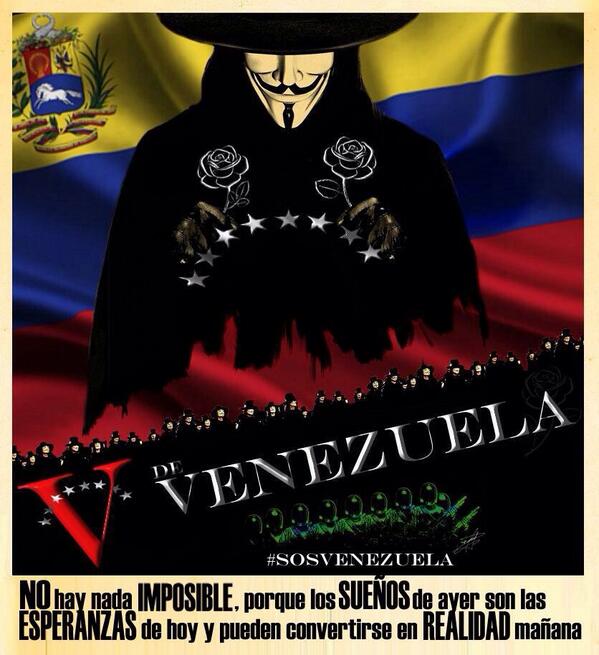 V DE VENEZUELA
#SOSVENEZUELA
NO hay nada IMPOSIBLE, porque los SUEÑOS de ayer son las
ESPERANZAS de hoy y pueden convertirse en REALIDAD mañana